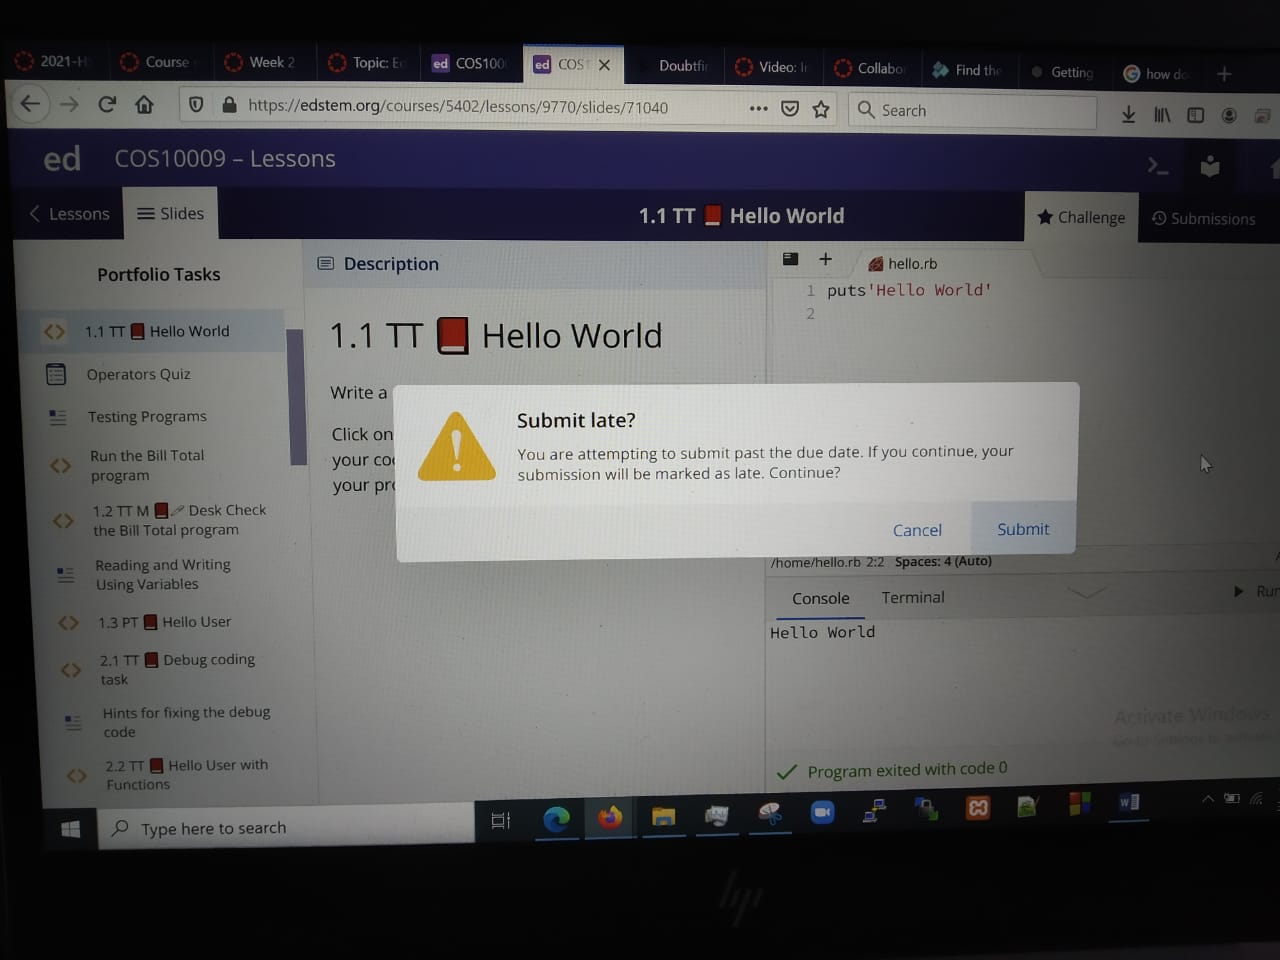 2021-H
Course
Week 2
Topic: E
ed COS100
ed COS1
Doubtfi
Video: I
Collabo
Find the
Getting
how do
https://edstem.org/courses/5402/lessons/9770/slides/71040
Search
ed COS10009 – Lessons
Lessons
Slides
1.1 TT Hello World
Challenge
Submissions
Portfolio Tasks
1.1 TT Hello World
Operators Quiz
Testing Programs
Run the Bill Total
program
1.2 TT M Desk Check
the Bill Total program
Reading and Writing
Using Variables
1.3 PT Hello User
2.1 TT Debug coding
task
Hints for fixing the debug
code
2.2 TT Hello User with
Functions
Description
1.1 TT Hello World
Write a
Click on
your co
your pr
hello.rb
1 puts'Hello World'
2
Submit late?
You are attempting to submit past the due date. If you continue, your
submission will be marked as late. Continue?
Cancel
Submit
/home/hello.rb 2:2 Spaces: 4 (Auto)
Console
Terminal
Run
Hello World
Activate Windows
Go to Settings to activate
Program exited with code 0
Type here to search
hp